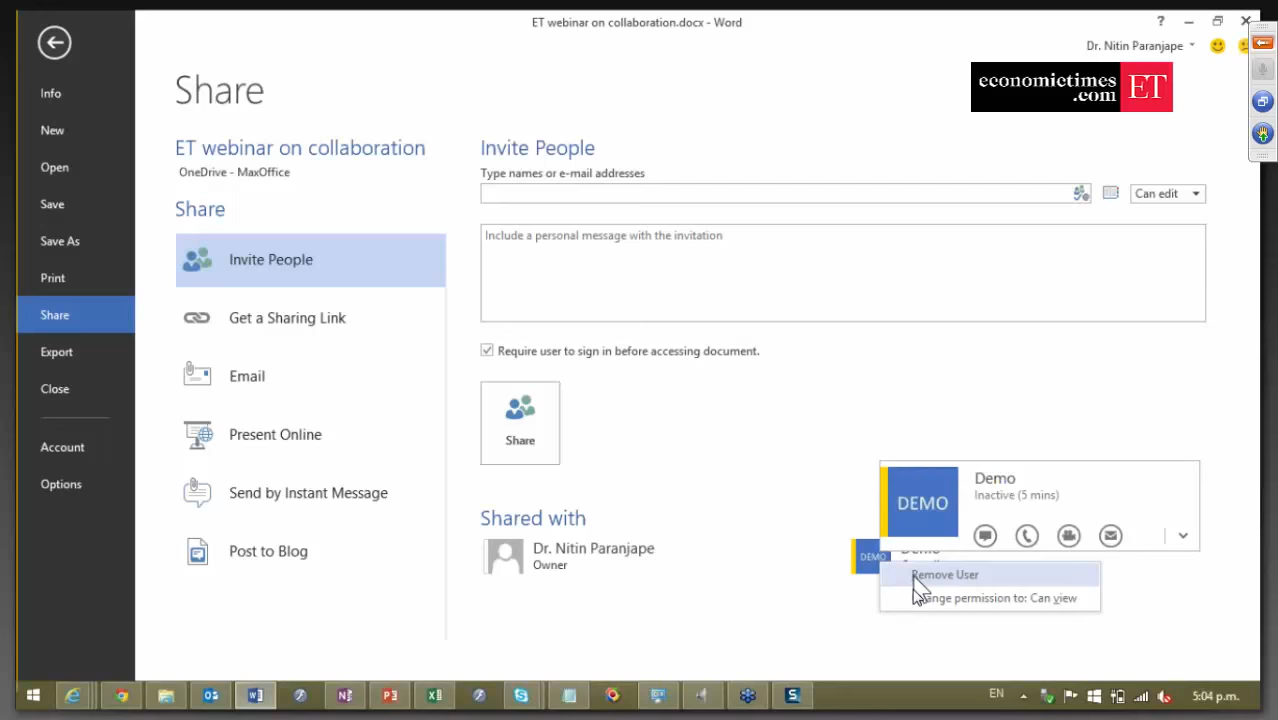 ET webinar on collaboration.docx - Word
?
Dr. Nitin Paranjape
economictimes
.com
ET
Share
Info
New
Open
Save
Save As
Print
Share
Export
Close
Account
Options
ET webinar on collaboration
OneDrive - MaxOffice
Share
Invite People
Get a Sharing Link
Email
Present Online
Send by Instant Message
Post to Blog
Invite People
Type names or e-mail addresses
Can edit
Include a personal message with the invitation
Require user to sign in before accessing document.
Share
Shared with
Dr. Nitin Paranjape
Owner
DEMO
Demo
Inactive (5 mins)
DEMO
Remove User
permission to: Can view
EN
5:04 p.m.